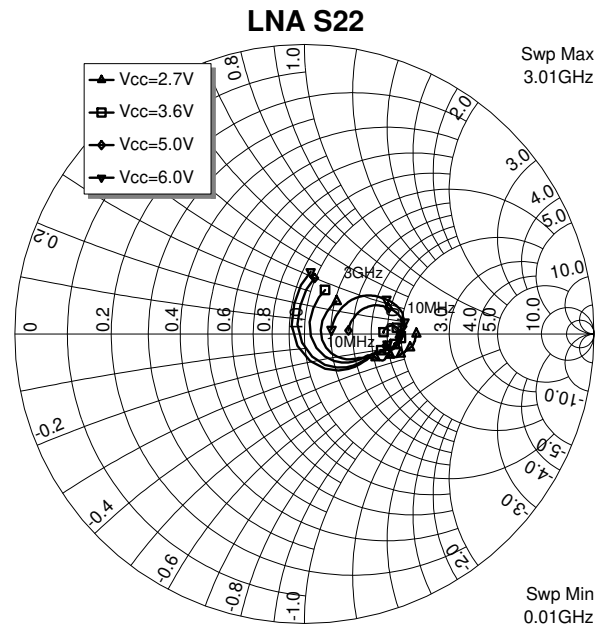 LNA S22
Swp Max
3.01GHz
Vcc=2.7V
Vcc=3.6V
Vcc=5.0V
Vcc=6.0V
0.8
1.0
2.0
3.0
4.0
5.0
10.0
0.2
3GHz
10MHz
10MHz
0
0.2
0.4
0.6
0.8
1.0
3.0
4.0
5.0
10.0
-10.0
-0.2
-5.0
-4.0
-3.0
-0.4
-2.0
-0.6
-0.8
-1.0
Swp Min
0.01GHz